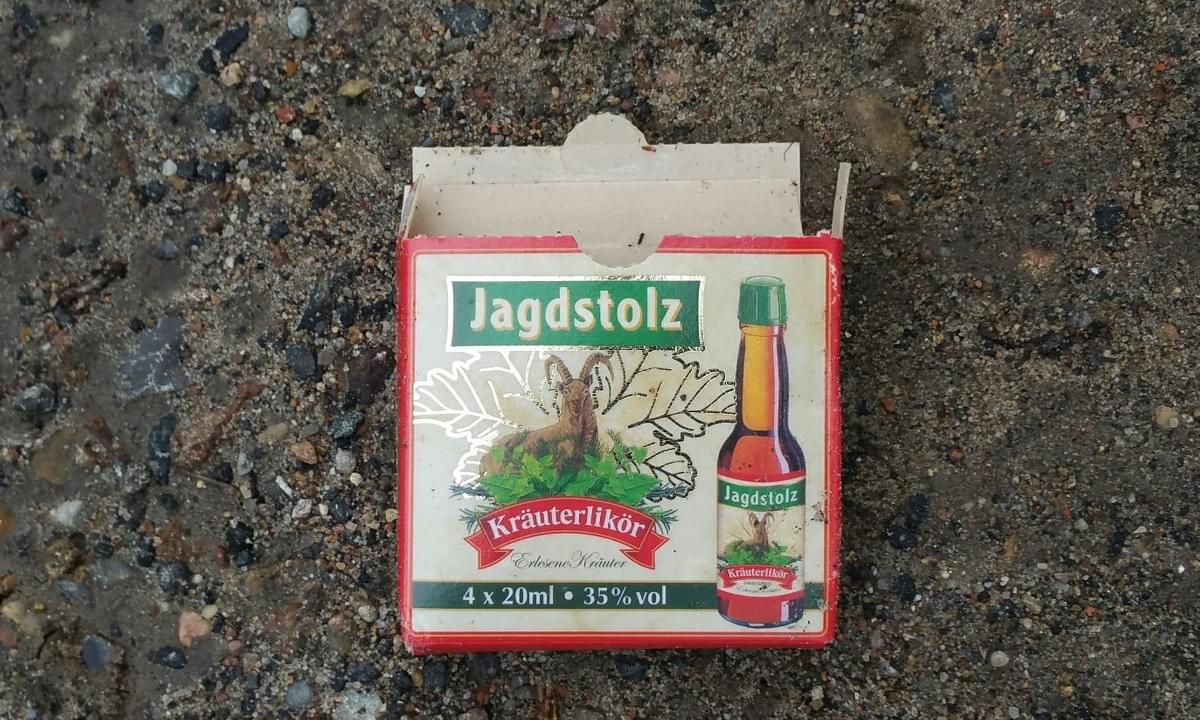 Jagdstolz
Kräuterlikör
Erlesene Kräuter
4 x 20ml • 35% vol
Jagdstolz
Kräuterlikör